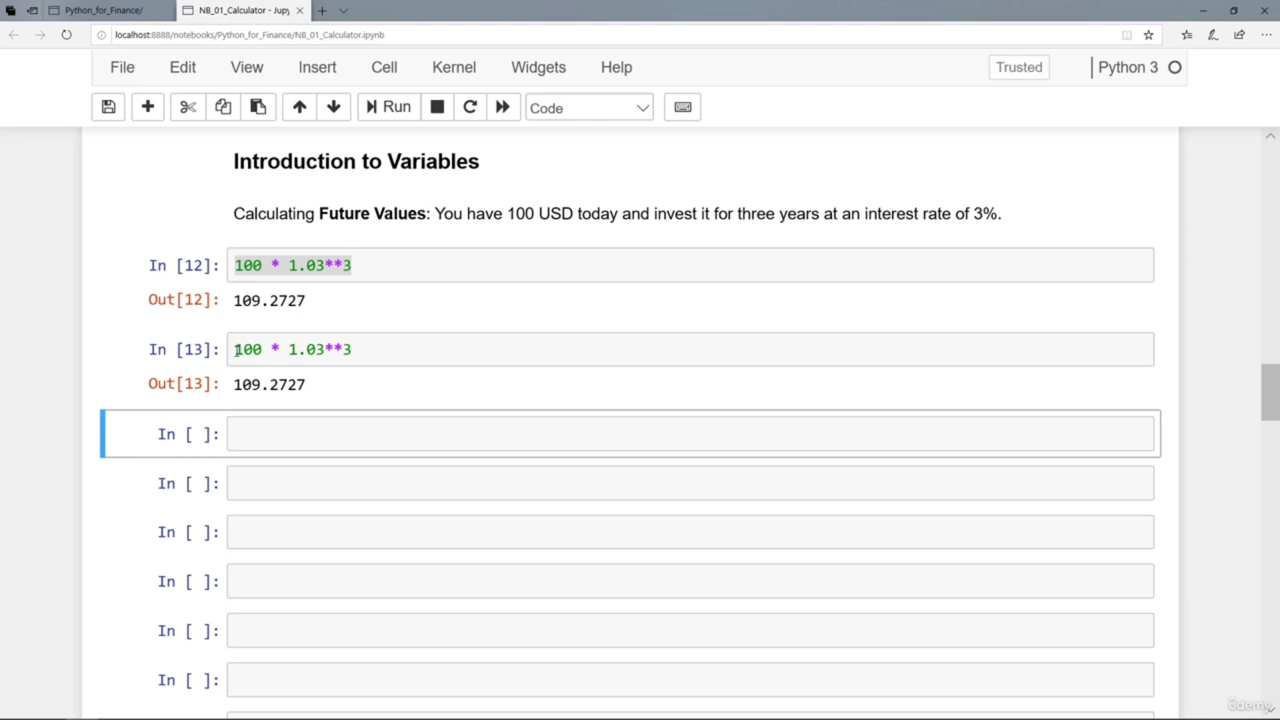 Python_for_Finance/
NB_01_Calculator - Jupy
localhost:8888/notebooks/Python_for_Finance/NB_01_Calculator.ipynb
File Edit View Insert Cell Kernel Widgets Help Trusted Python 3
Run Code
Introduction to Variables
Calculating Future Values: You have 100 USD today and invest it for three years at an interest rate of 3%.
In [12]: 100 * 1.03**3
Out[12]: 109.2727
In [13]: 100 * 1.03**3
Out[13]: 109.2727
In [ ]:
In [ ]:
In [ ]:
In [ ]:
In [ ]:
In [ ]:
ûdemy